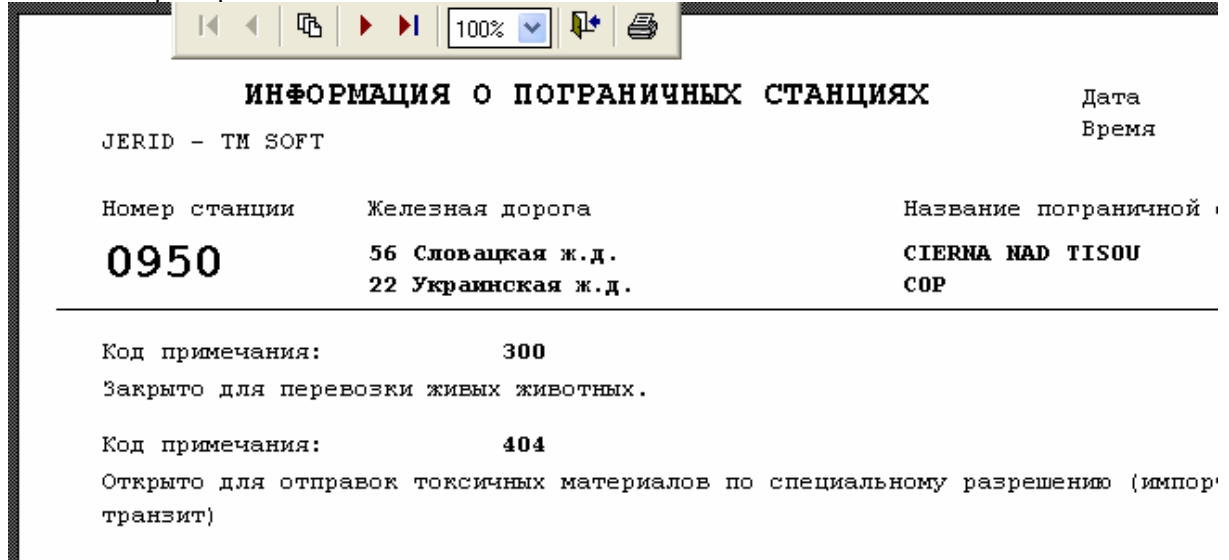 100%
ИНФОРМАЦИЯ О ПОГРАНИЧНЫХ СТАНЦИЯХ Дата
JERID - TM SOFT Время
Номер станции Железная дорога Название пограничной
0950 56 Словацкая ж.д. CIERNA NAD TISOU
22 Украинская ж.д. COP
Код примечания: 300
Закрыто для перевозки живых животных.
Код примечания: 404
Открыто для отправок токсичных материалов по специальному разрешению
транзит)